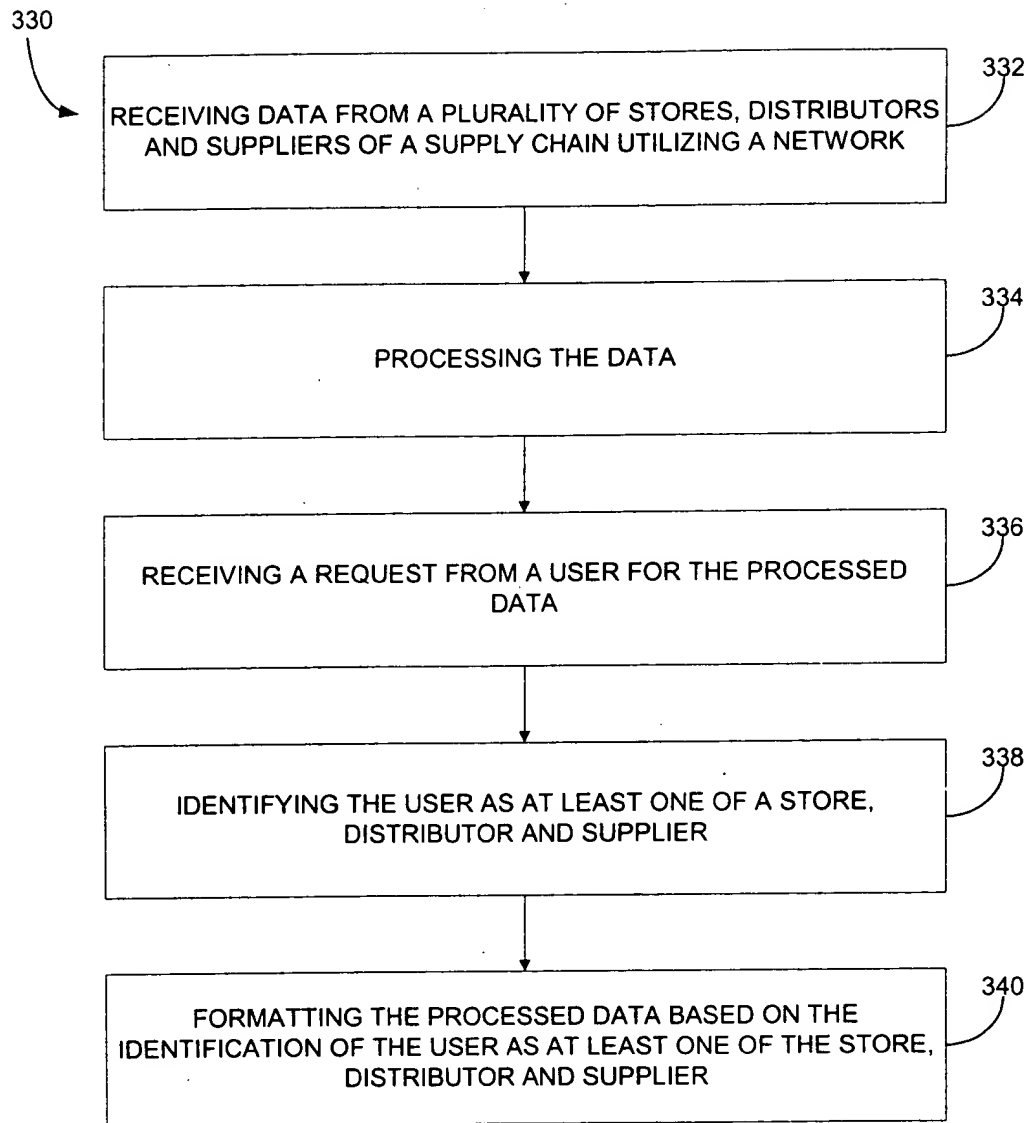 330
332
RECEIVING DATA FROM A PLURALITY OF STORES, DISTRIBUTORS
AND SUPPLIERS OF A SUPPLY CHAIN UTILIZING A NETWORK
334
PROCESSING THE DATA
336
RECEIVING A REQUEST FROM A USER FOR THE PROCESSED
DATA
338
IDENTIFYING THE USER AS AT LEAST ONE OF A STORE,
DISTRIBUTOR AND SUPPLIER
340
FORMATTING THE PROCESSED DATA BASED ON THE
IDENTIFICATION OF THE USER AS AT LEAST ONE OF THE STORE,
DISTRIBUTOR AND SUPPLIER